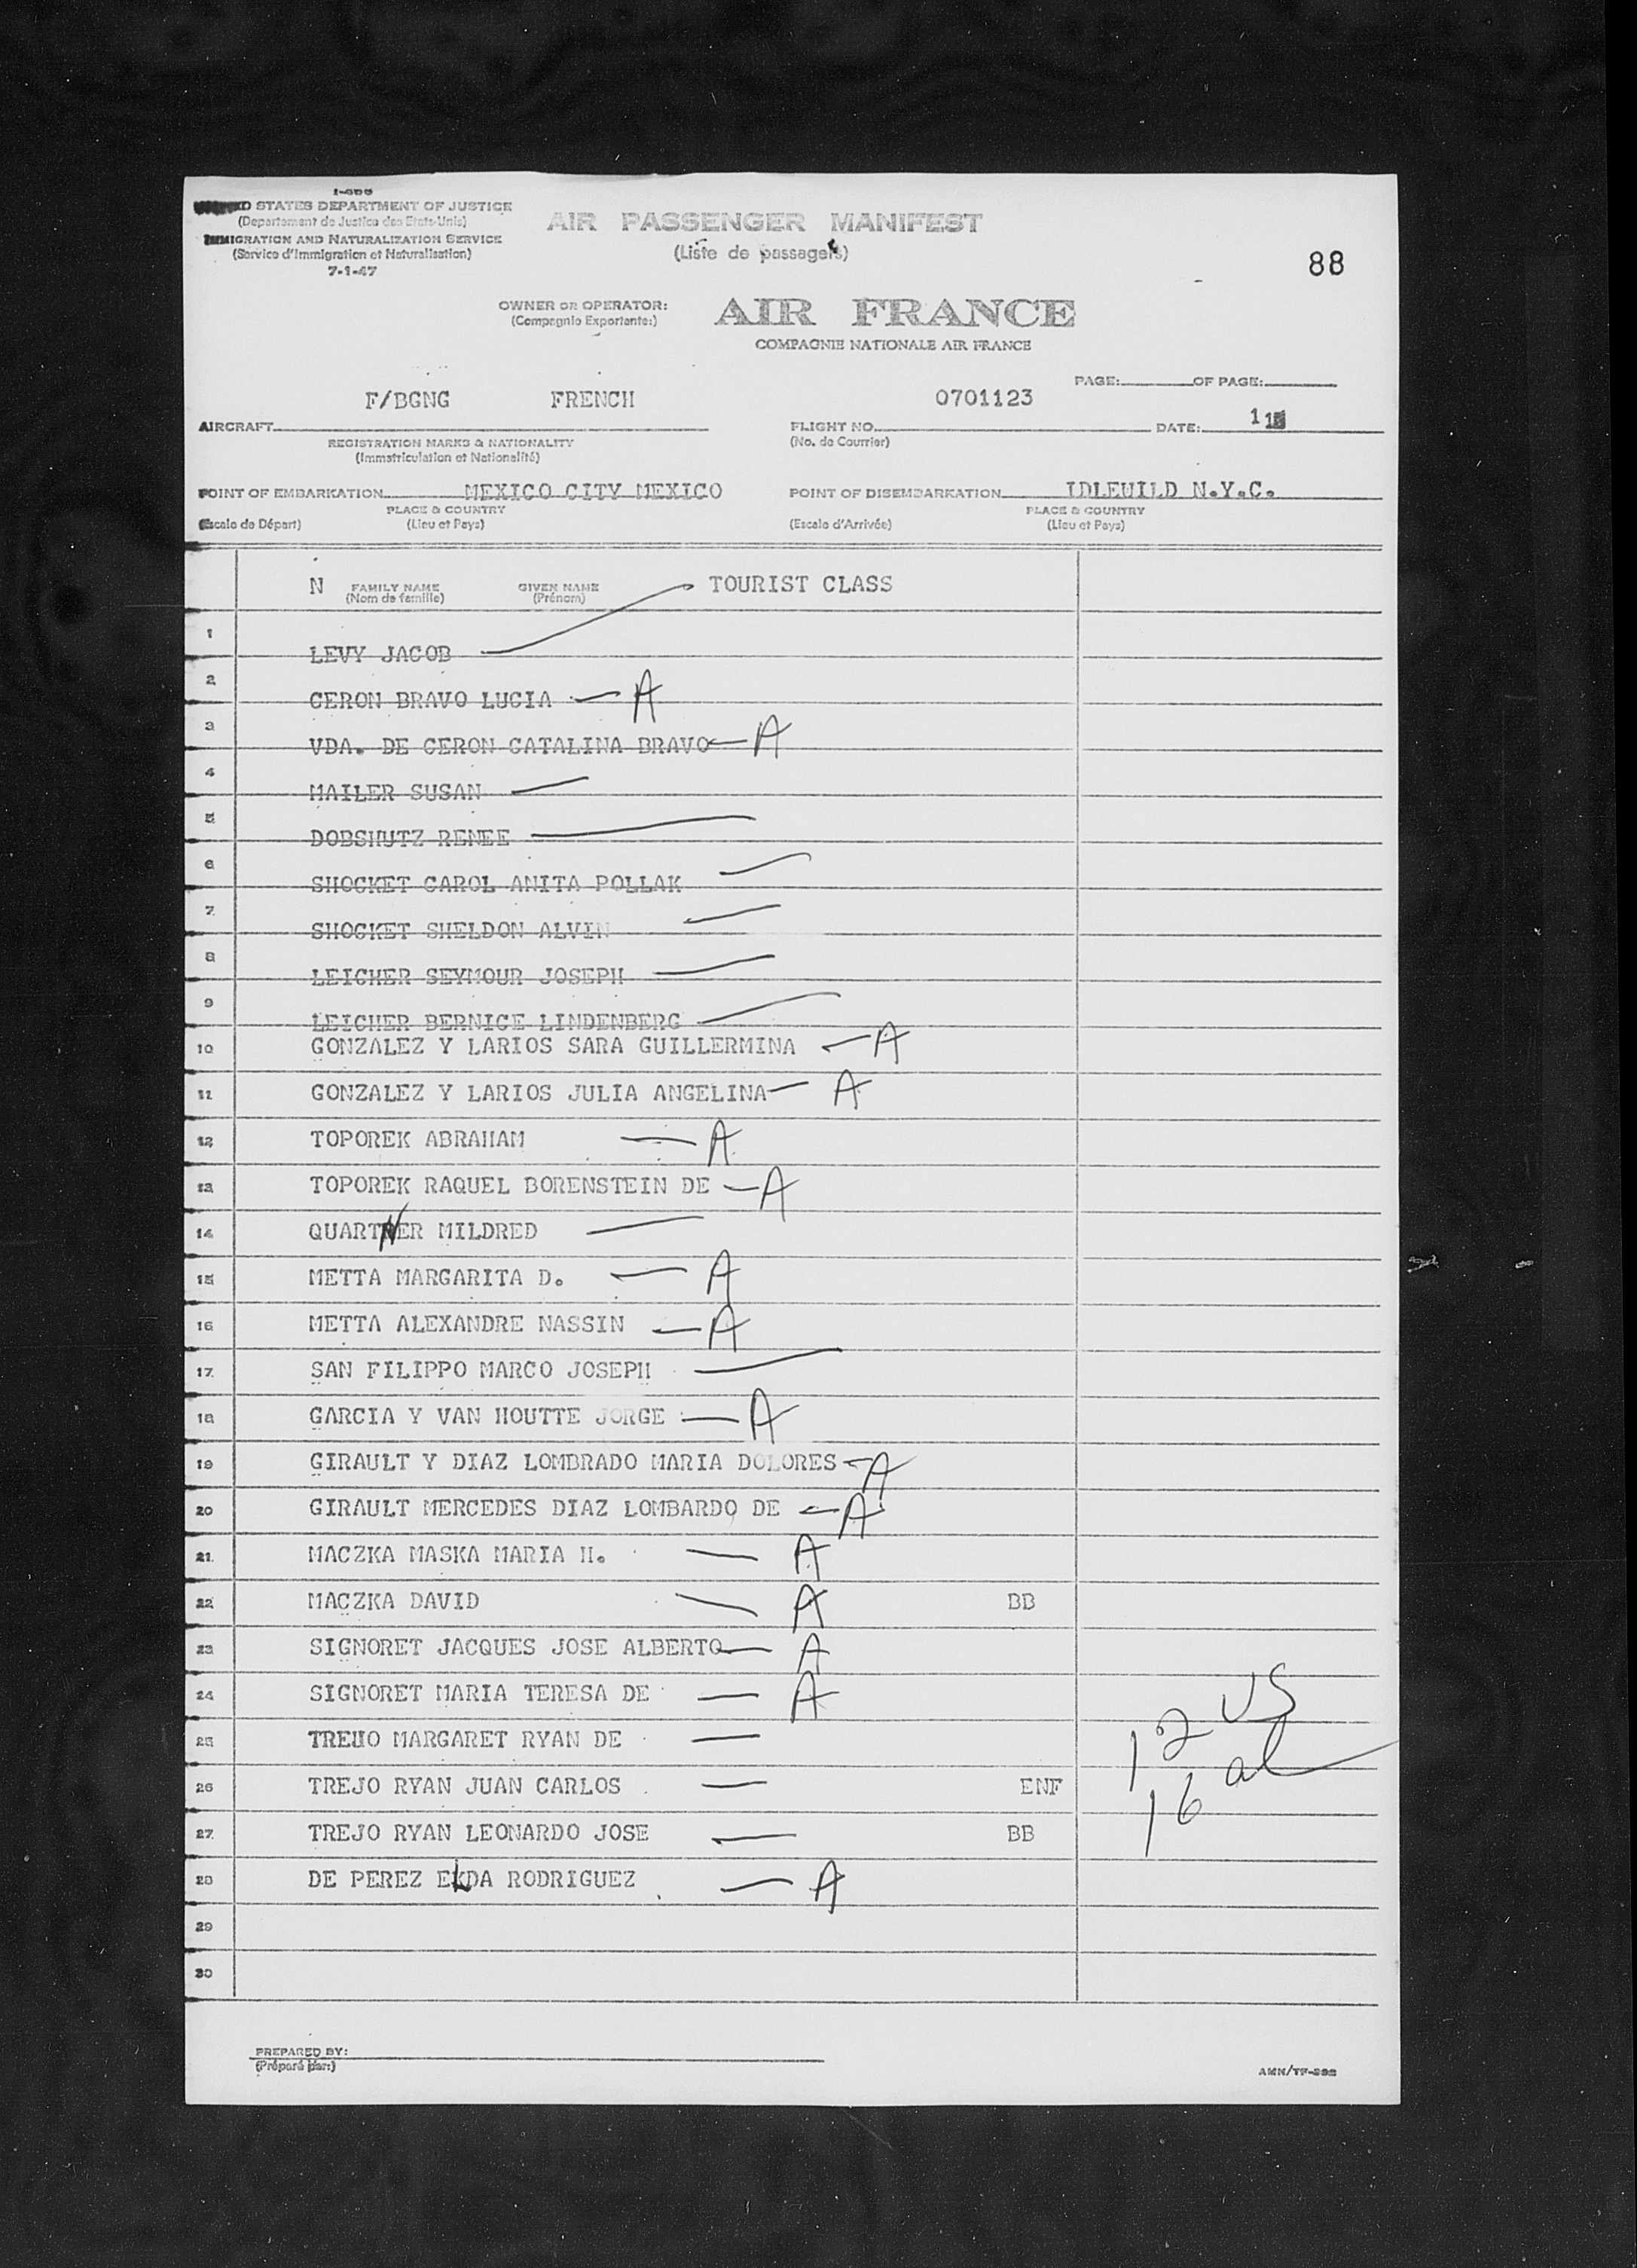 STATES DEPARTMENT OF JUSTICE
(Departement de Justice des Etats-Unis)
IMMIGRATION AND NATURALIZATION SERVICE
(Service d'Immigration et Naturalisation)
7-1-47
AIR PASSENGER MANIFEST
(Liste de passagers)
88
OWNER OR OPERATOR: AIR FRANCE
(Compagnie Exportante:)
COMPAGNIE NATIONALE AIR FRANCE
PAGE: OF PAGE:
F/BGNG FRENCH 0701123
AIRCRAFT FLIGHT NO. DATE: 11
REGISTRATION MARKS & NATIONALITY (No. de Courrier)
(Immatriculation et Nationalité)
POINT OF EMBARKATION MEXICO CITY MEXICO POINT OF DISEMBARKATION IDLEWILD N.Y.C.
PLACE & COUNTRY PLACE & COUNTRY
(Escale de Départ) (Lieu et Pays) (Escale d'Arrivée) (Lieu et Pays)
N FAMILY NAME GIVEN NAME TOURIST CLASS
(Nom de famille) (Prénom)
1 LEVY JACOB
2 CERON BRAVO LUCIA — A
3 VDA. DE CERON CATALINA BRAVO — A
4 MAILER SUSAN —
5 DOBSHUTZ RENEE —
6 SHOCKET CAROL ANITA POLLAK —
7 SHOCKET SHELDON ALVIN —
8 LEICHER SEYMOUR JOSEPH —
9 LEICHER BERNICE LINDENBERG —
10 GONZALEZ Y LARIOS SARA GUILLERMINA — A
11 GONZALEZ Y LARIOS JULIA ANGELINA — A
12 TOPOREK ABRAHAM — A
13 TOPOREK RAQUEL BORENSTEIN DE — A
14 QUARTNER MILDRED —
15 METTA MARGARITA D. — A
16 METTA ALEXANDRE NASSIN — A
17 SAN FILIPPO MARCO JOSEPH —
18 GARCIA Y VAN HOUTTE JORGE — A
19 GIRAULT Y DIAZ LOMBRADO MARIA DOLORES — A
20 GIRAULT MERCEDES DIAZ LOMBARDO DE — A
21 MACZKA MASKA MARIA H. — A
22 MACZKA DAVID — A BB
23 SIGNORET JACQUES JOSE ALBERTO — A
24 SIGNORET MARIA TERESA DE — A
12 US
25 TREJO MARGARET RYAN DE —
16 al
26 TREJO RYAN JUAN CARLOS — ENF
27 TREJO RYAN LEONARDO JOSE — BB
28 DE PEREZ ELDA RODRIGUEZ — A
29
30
PREPARED BY:
(Préparé par:)